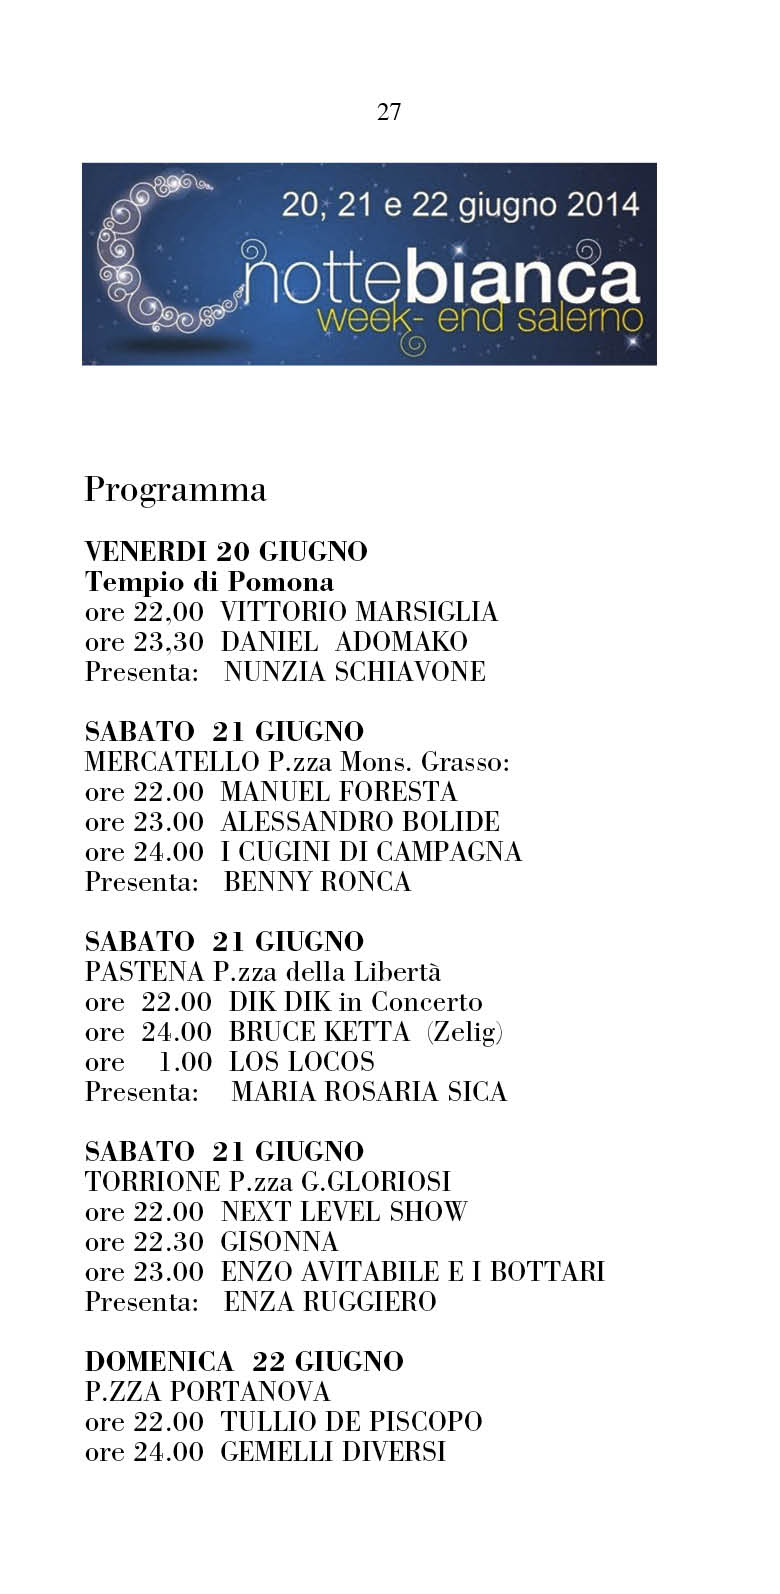 27
20, 21 e 22 giugno 2014
nottebianca
week- end salerno
Programma
VENERDI 20 GIUGNO
Tempio di Pomona
ore 22,00 VITTORIO MARSIGLIA
ore 23,30 DANIEL ADOMAKO
Presenta: NUNZIA SCHIAVONE
SABATO 21 GIUGNO
MERCATELLO P.zza Mons. Grasso:
ore 22.00 MANUEL FORESTA
ore 23.00 ALESSANDRO BOLIDE
ore 24.00 I CUGINI DI CAMPAGNA
Presenta: BENNY RONCA
SABATO 21 GIUGNO
PASTENA P.zza della Libertà
ore 22.00 DIK DIK in Concerto
ore 24.00 BRUCE KETTA (Zelig)
ore 1.00 LOS LOCOS
Presenta: MARIA ROSARIA SICA
SABATO 21 GIUGNO
TORRIONE P.zza G.GLORIOSI
ore 22.00 NEXT LEVEL SHOW
ore 22.30 GISONNA
ore 23.00 ENZO AVITABILE E I BOTTARI
Presenta: ENZA RUGGIERO
DOMENICA 22 GIUGNO
P.ZZA PORTANOVA
ore 22.00 TULLIO DE PISCOPO
ore 24.00 GEMELLI DIVERSI